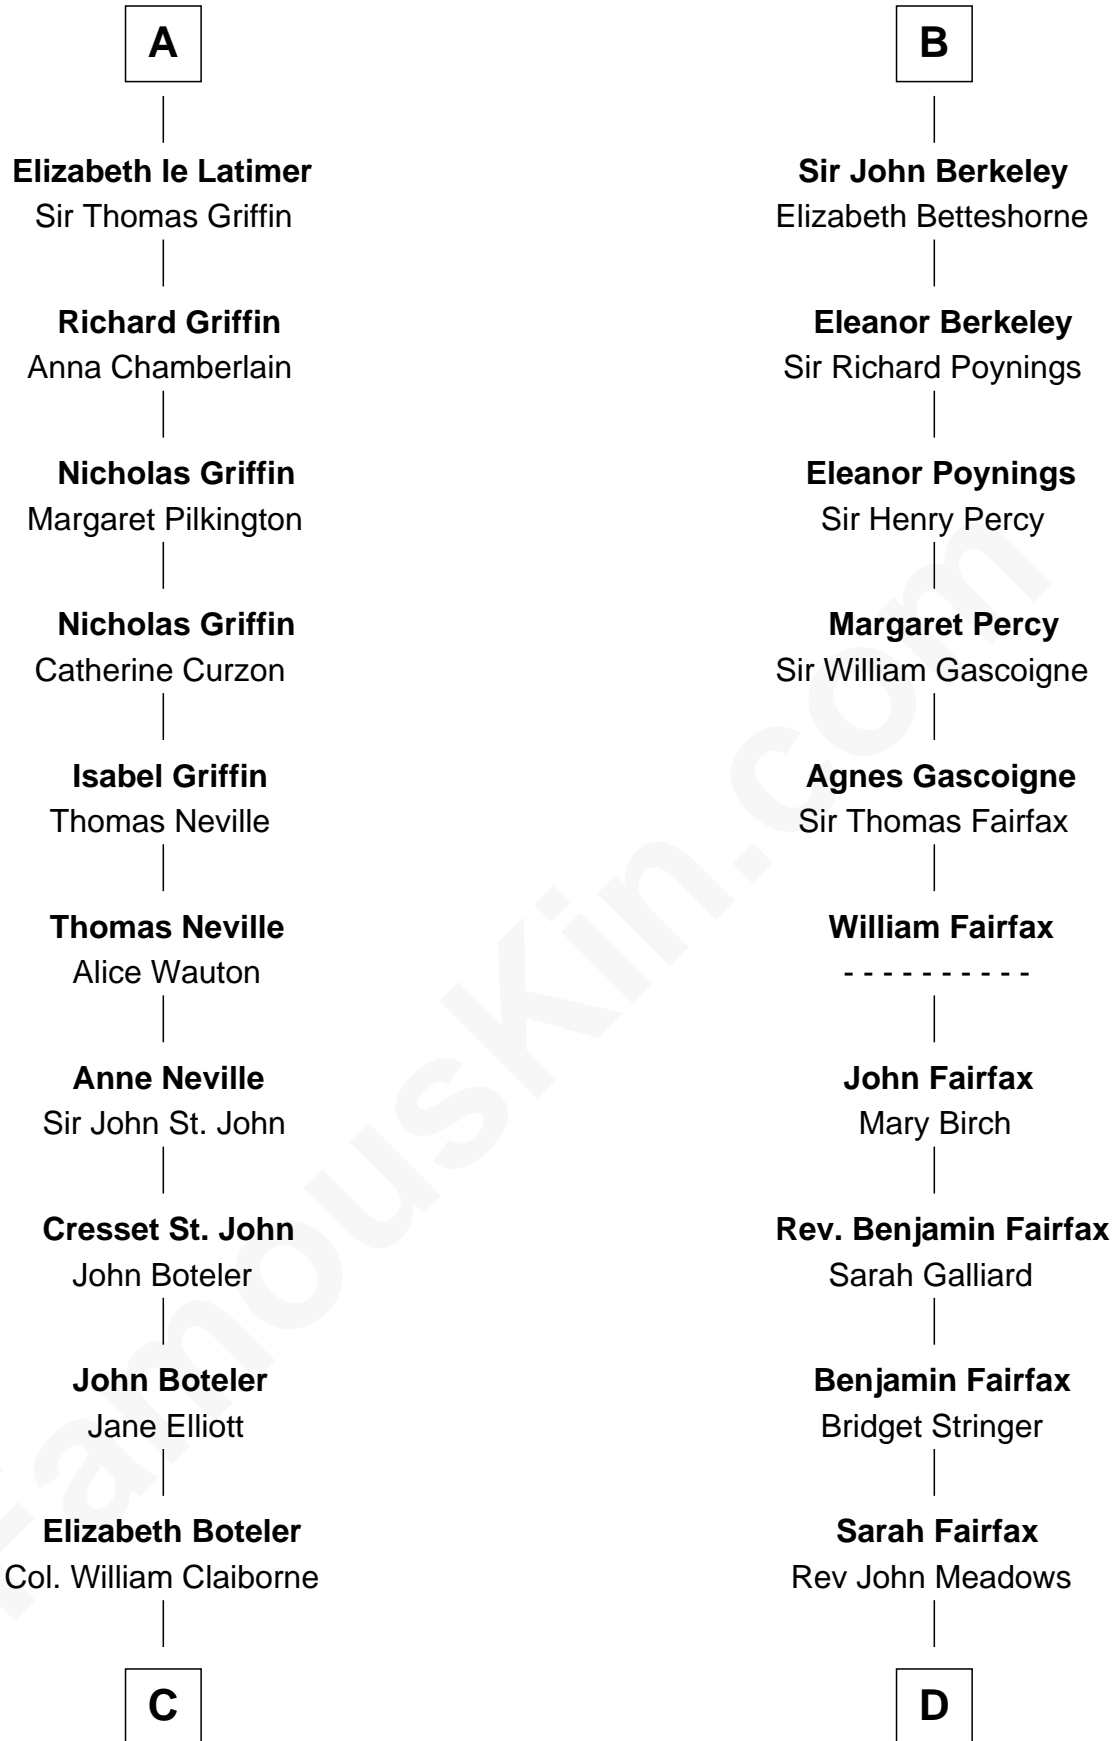 A
Elizabeth le Latimer
Sir Thomas Griffin
Richard Griffin
Anna Chamberlain
Nicholas Griffin
Margaret Pilkington
Nicholas Griffin
Catherine Curzon
Isabel Griffin
Thomas Neville
Thomas Neville
Alice Wauton
Anne Neville
Sir John St. John
Cresset St. John
John Boteler
John Boteler
Jane Elliott
Elizabeth Boteler
Col. William Claiborne
C
B
Sir John Berkeley
Elizabeth Betteshorne
Eleanor Berkeley
Sir Richard Poynings
Eleanor Poynings
Sir Henry Percy
Margaret Percy
Sir William Gascoigne
Agnes Gascoigne
Sir Thomas Fairfax
William Fairfax
- - - - - - - - - -
John Fairfax
Mary Birch
Rev. Benjamin Fairfax
Sarah Galliard
Benjamin Fairfax
Bridget Stringer
Sarah Fairfax
Rev John Meadows
D
FamousKin.com